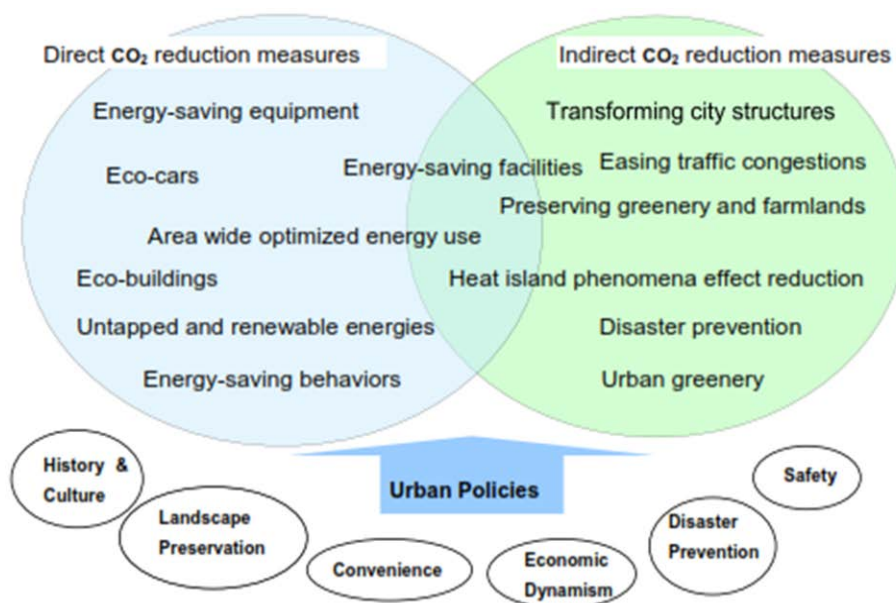 Direct CO₂ reduction measures
Indirect CO₂ reduction measures
Energy-saving equipment
Transforming city structures
Eco-cars
Energy-saving facilities
Easing traffic congestions
Preserving greenery and farmlands
Area wide optimized energy use
Eco-buildings
Heat island phenomena effect reduction
Untapped and renewable energies
Disaster prevention
Energy-saving behaviors
Urban greenery
Urban Policies
History &
Culture
Landscape
Preservation
Convenience
Economic
Dynamism
Disaster
Prevention
Safety